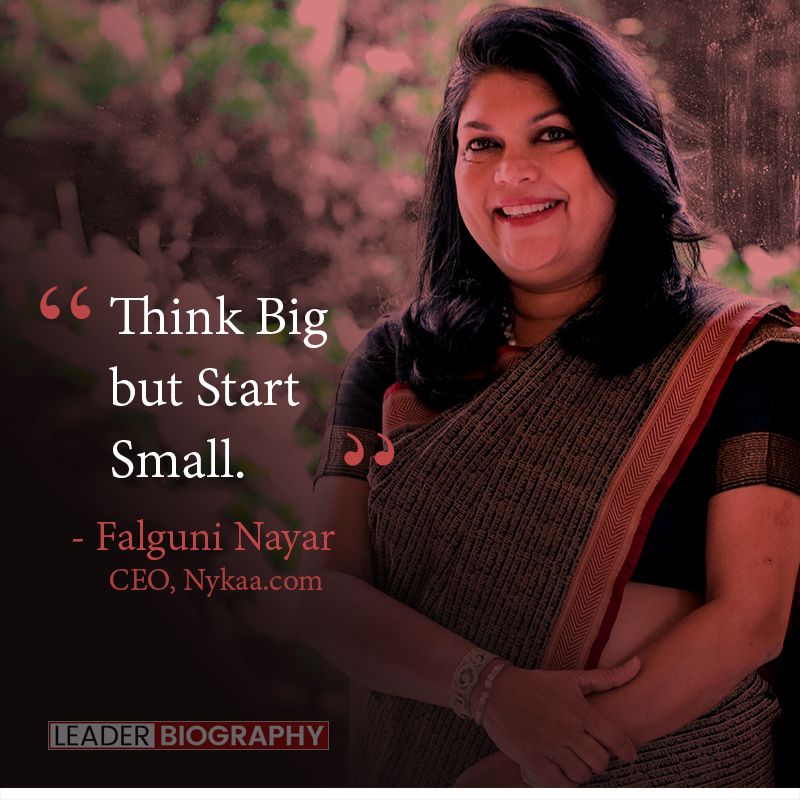 “ Think Big
but Start
Small. ”
- Falguni Nayar
CEO, Nykaa.com
LEADER BIOGRAPHY